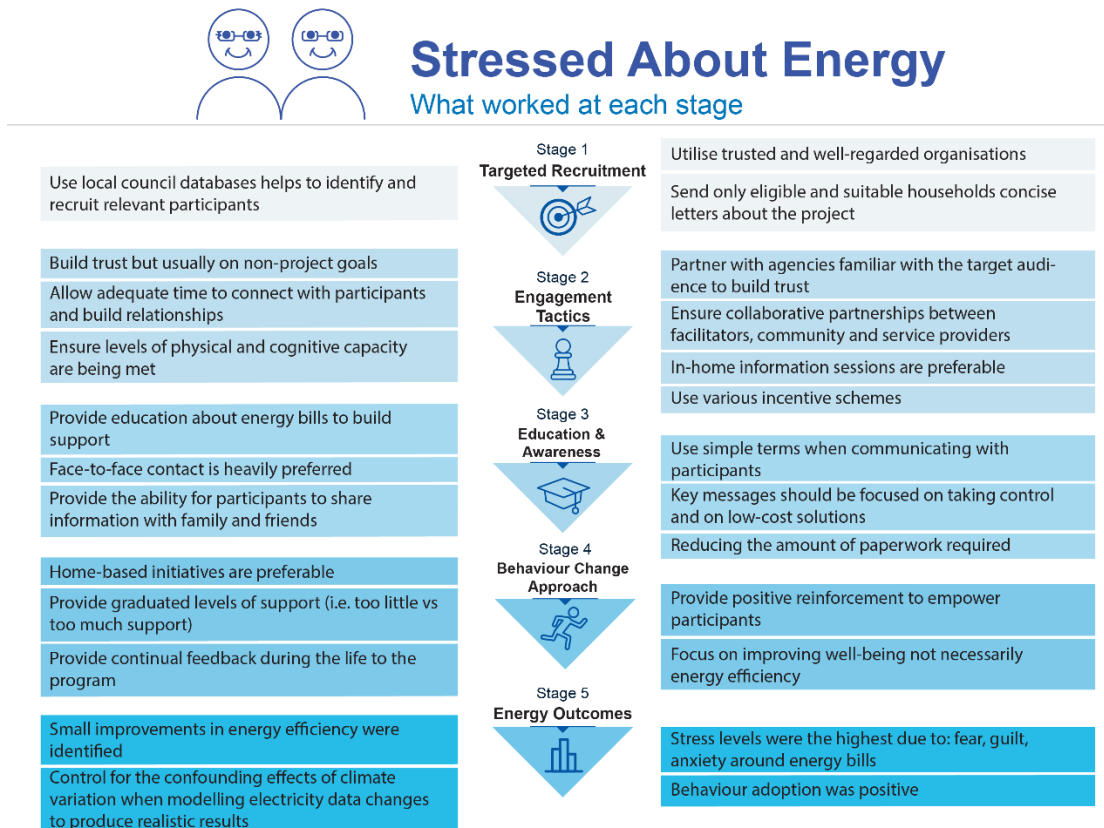 Stressed About Energy
What worked at each stage
Stage 1
Targeted Recruitment
Use local council databases helps to identify and
recruit relevant participants
Utilise trusted and well-regarded organisations
Send only eligible and suitable households concise
letters about the project
Stage 2
Engagement
Tactics
Build trust but usually on non-project goals
Allow adequate time to connect with participants
and build relationships
Ensure levels of physical and cognitive capacity
are being met
Partner with agencies familiar with the target audi-
ence to build trust
Ensure collaborative partnerships between
facilitators, community and service providers
In-home information sessions are preferable
Use various incentive schemes
Stage 3
Education &
Awareness
Provide education about energy bills to build
support
Face-to-face contact is heavily preferred
Provide the ability for participants to share
information with family and friends
Use simple terms when communicating with
participants
Key messages should be focused on taking control
and on low-cost solutions
Reducing the amount of paperwork required
Stage 4
Behaviour Change
Approach
Home-based initiatives are preferable
Provide graduated levels of support (i.e. too little vs
too much support)
Provide continual feedback during the life to the
program
Provide positive reinforcement to empower
participants
Focus on improving well-being not necessarily
energy efficiency
Stage 5
Energy Outcomes
Small improvements in energy efficiency were
identified
Control for the confounding effects of climate
variation when modelling electricity data changes
to produce realistic results
Stress levels were the highest due to: fear, guilt,
anxiety around energy bills
Behaviour adoption was positive